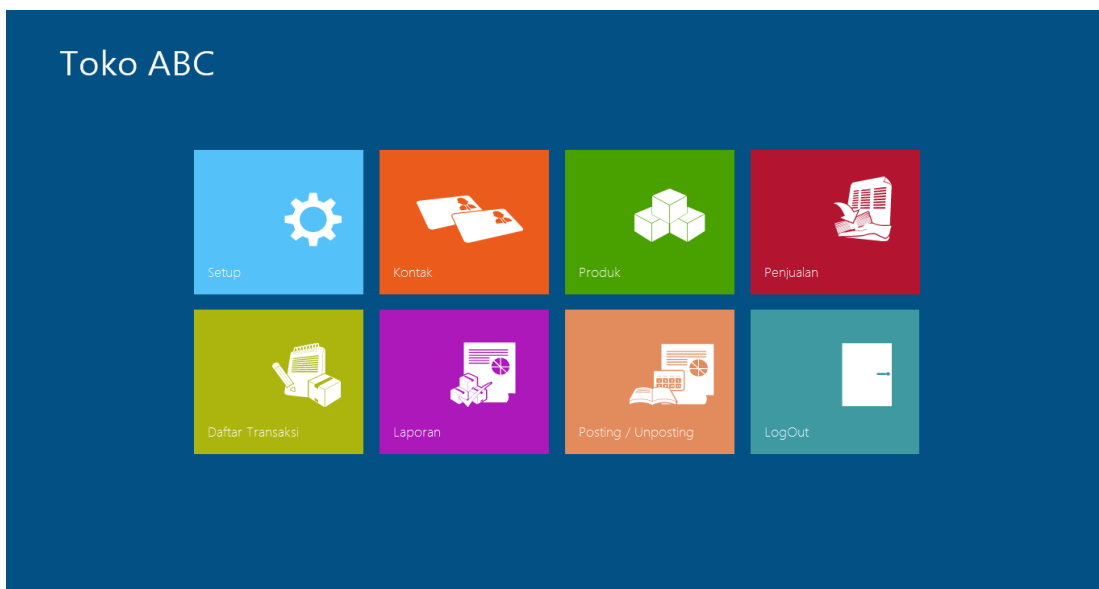 Toko ABC
Setup
Kontak
Produk
Penjualan
Daftar Transaksi
Laporan
Posting / Unposting
LogOut